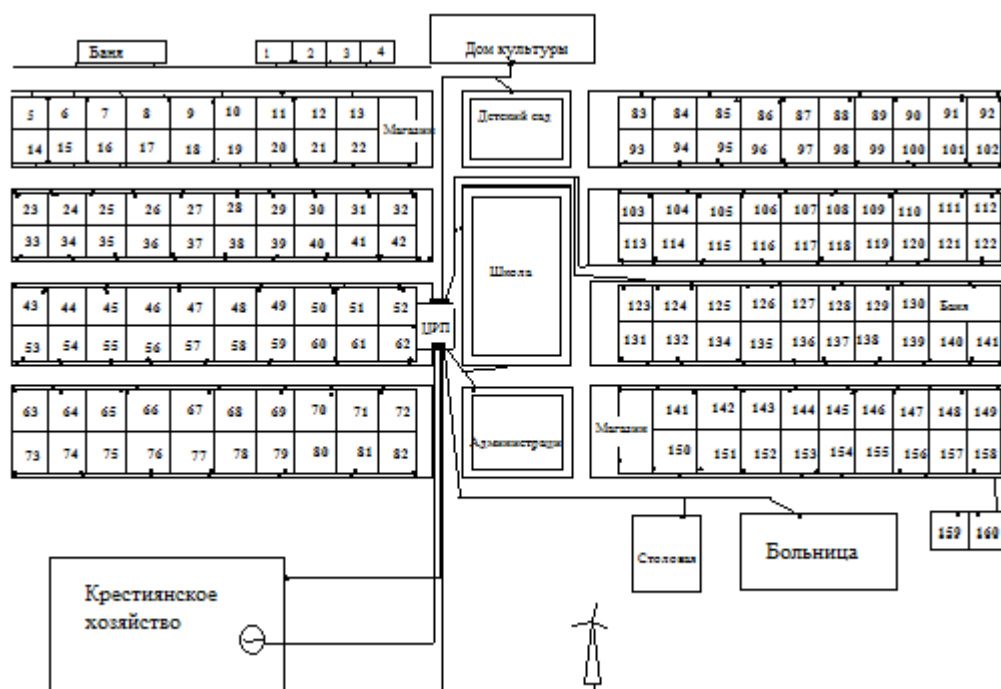 Баня 1 2 3 4
Дом культуры
5 6 7 8 9 10 11 12 13
Магазин
14 15 16 17 18 19 20 21 22
Детский сад
83 84 85 86 87 88 89 90 91 92
93 94 95 96 97 98 99 100 101 102
23 24 25 26 27 28 29 30 31 32
33 34 35 36 37 38 39 40 41 42
Школа
103 104 105 106 107 108 109 110 111 112
113 114 115 116 117 118 119 120 121 122
43 44 45 46 47 48 49 50 51 52
53 54 55 56 57 58 59 60 61 62
ЦРП
123 124 125 126 127 128 129 130 Баня
131 132 134 135 136 137 138 139 140 141
63 64 65 66 67 68 69 70 71 72
73 74 75 76 77 78 79 80 81 82
Администраци
Магазин
141 142 143 144 145 146 147 148 149
150 151 152 153 154 155 156 157 158
Столовая
Больница
159 160
Крестиянское
хозяйство